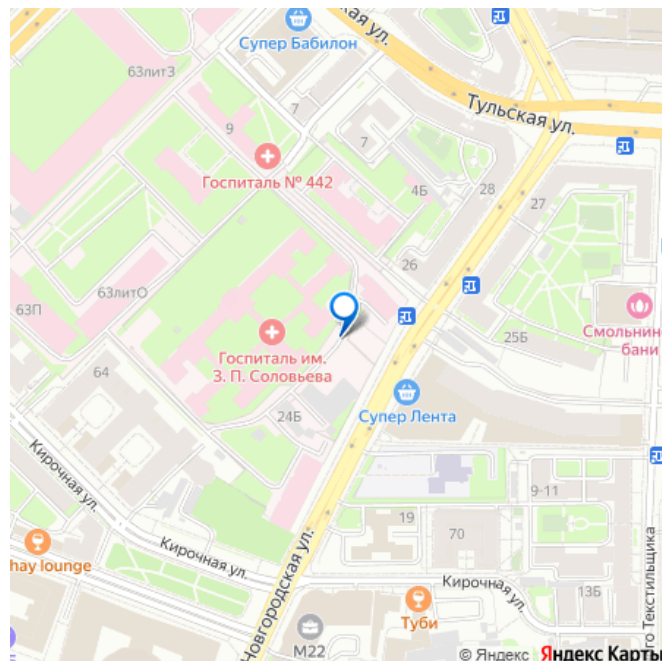 Супер Бабилон
63литЗ
7
9
7
Тульская ул.
Госпиталь № 442
4Б
28
27
26
63литО
63П
25Б
Смольнин
бани
Госпиталь им.
З. П. Соловьева
64
24Б
Супер Лента
Кирочная ул.
9-11
19
70
hay lounge
Кирочная ул.
Новгородская ул.
Кирочная ул.
13Б
го Текстильщика
Туби
М22
© Яндекс Яндекс Карты